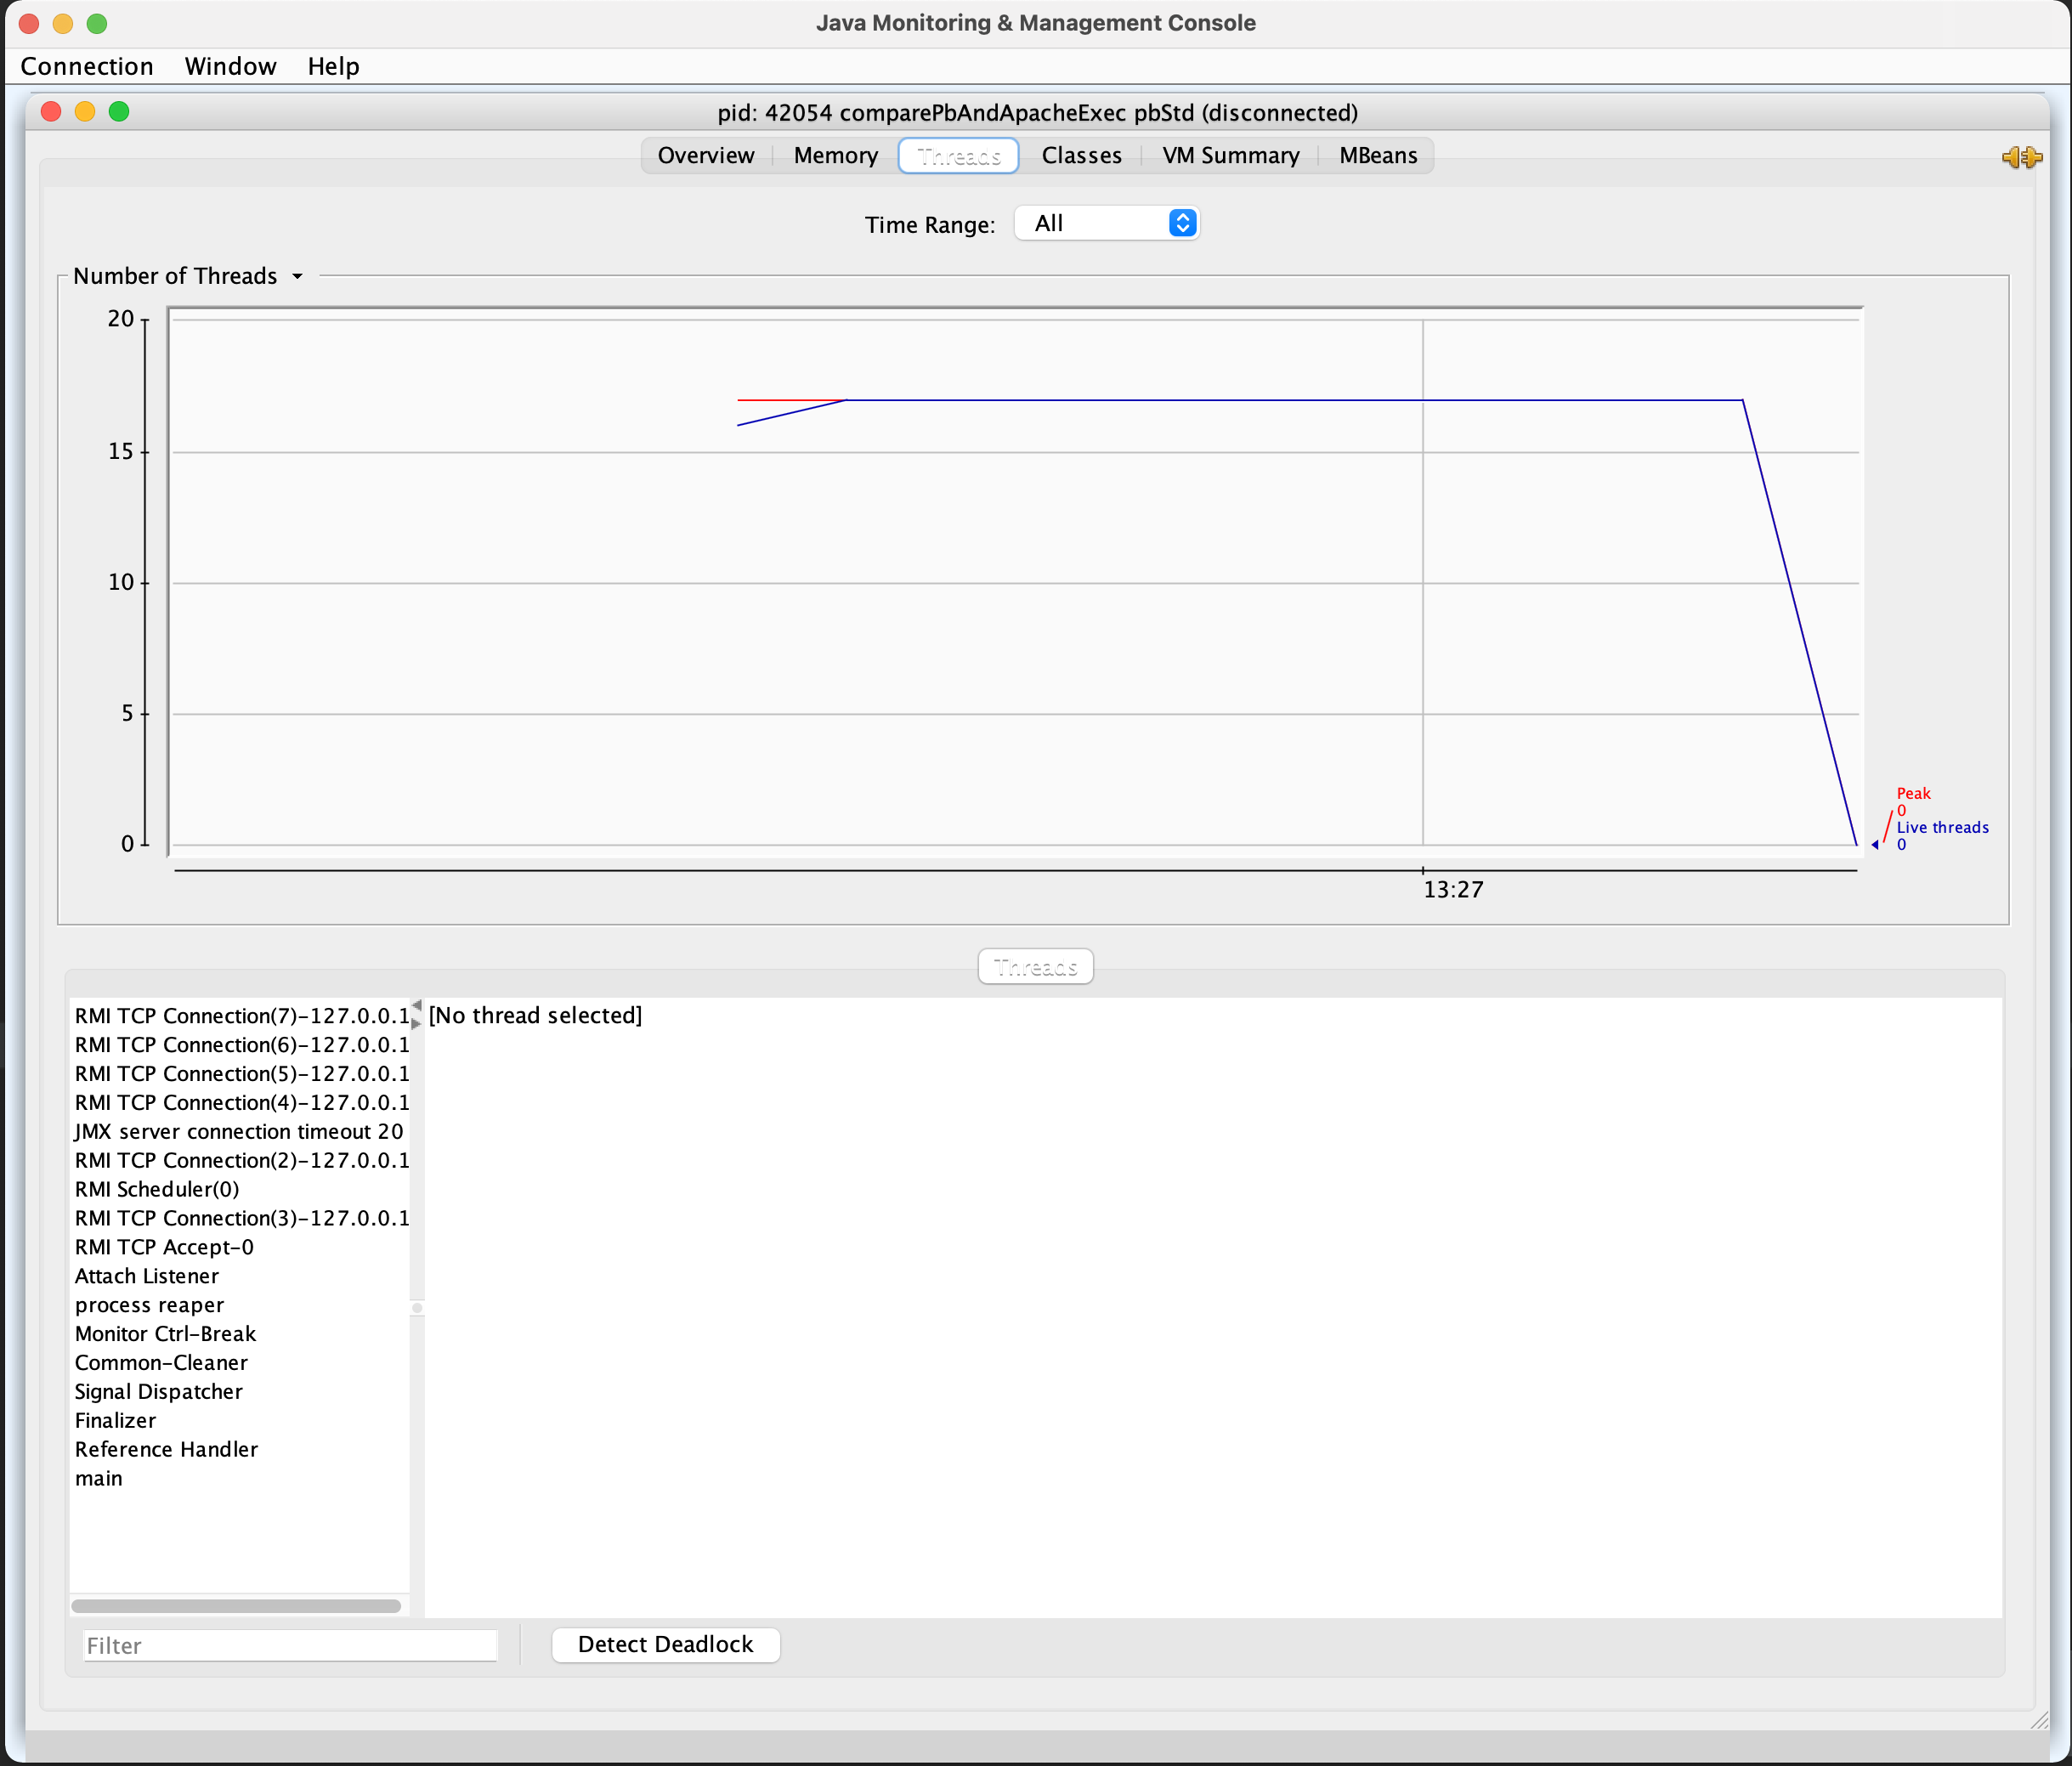 Java Monitoring & Management Console
Connection Window Help
pid: 42054 comparePbAndApacheExec pbStd (disconnected)
Overview Memory Threads Classes VM Summary MBeans
Time Range: All
Number of Threads
20
15
10
5
0
Peak
0
Live threads
0
13:27
Threads
RMI TCP Connection(7)-127.0.0.1
[No thread selected]
RMI TCP Connection(6)-127.0.0.1
RMI TCP Connection(5)-127.0.0.1
RMI TCP Connection(4)-127.0.0.1
JMX server connection timeout 20
RMI TCP Connection(2)-127.0.0.1
RMI Scheduler(0)
RMI TCP Connection(3)-127.0.0.1
RMI TCP Accept-0
Attach Listener
process reaper
Monitor Ctrl-Break
Common-Cleaner
Signal Dispatcher
Finalizer
Reference Handler
main
Filter
Detect Deadlock